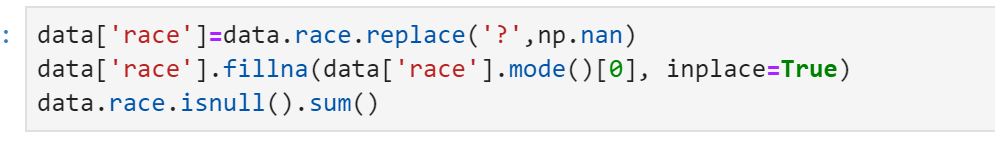 : data['race']=data.race.replace('?',np.nan)
data['race'].fillna(data['race'].mode()[0], inplace=True)
data.race.isnull().sum()